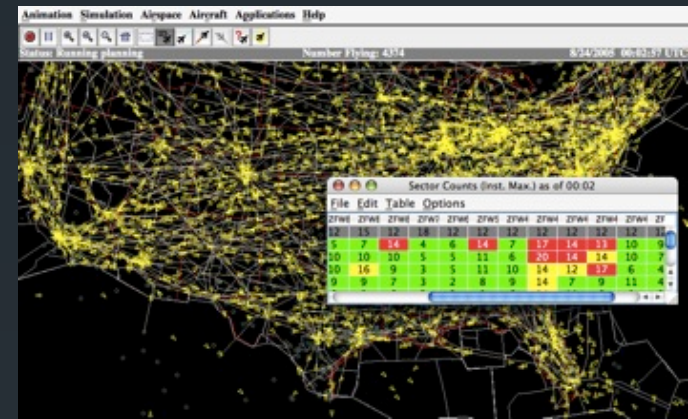 Animation Simulation Airspace Aircraft Applications Help
Status: Running planning Number Flying: 4374 8/24/2005 00:02:57 UTC
Sector Counts (Inst. Max.) as of 00:02
File Edit Table Options
12 15 12 18 12 12 12 12 12 12 12
5 7 14 4 6 14 7 17 14 13 10 9
10 10 10 5 5 11 6 20 14 14 10 7
10 16 9 3 5 11 10 14 12 17 6 4
9 9 7 3 2 8 9 14 7 9 11 4